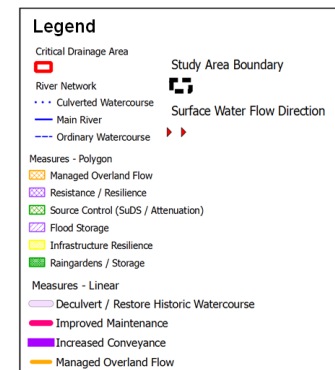 Legend
Critical Drainage Area
Study Area Boundary
River Network
Culverted Watercourse
Surface Water Flow Direction
Main River
Ordinary Watercourse
Measures - Polygon
Managed Overland Flow
Resistance / Resilience
Source Control (SuDS / Attenuation)
Flood Storage
Infrastructure Resilience
Raingardens / Storage
Measures - Linear
Deculvert / Restore Historic Watercourse
Improved Maintenance
Increased Conveyance
Managed Overland Flow